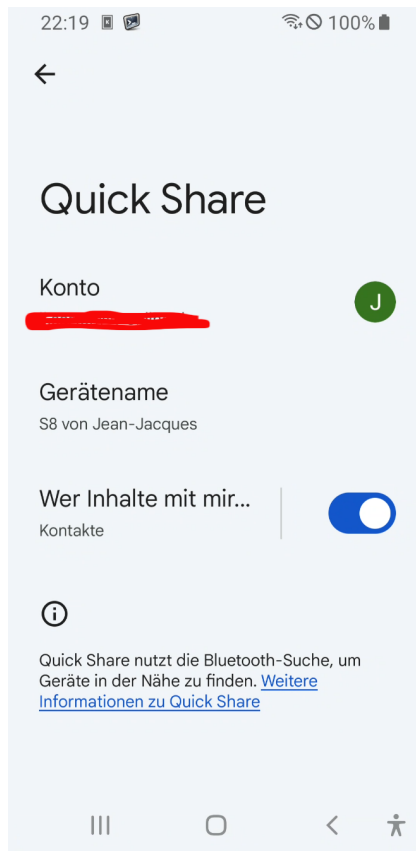 22:19 100%
Quick Share
Konto
J
Gerätename
S8 von Jean-Jacques
Wer Inhalte mit mir...
Kontakte
Quick Share nutzt die Bluetooth-Suche, um
Geräte in der Nähe zu finden. Weitere
Informationen zu Quick Share